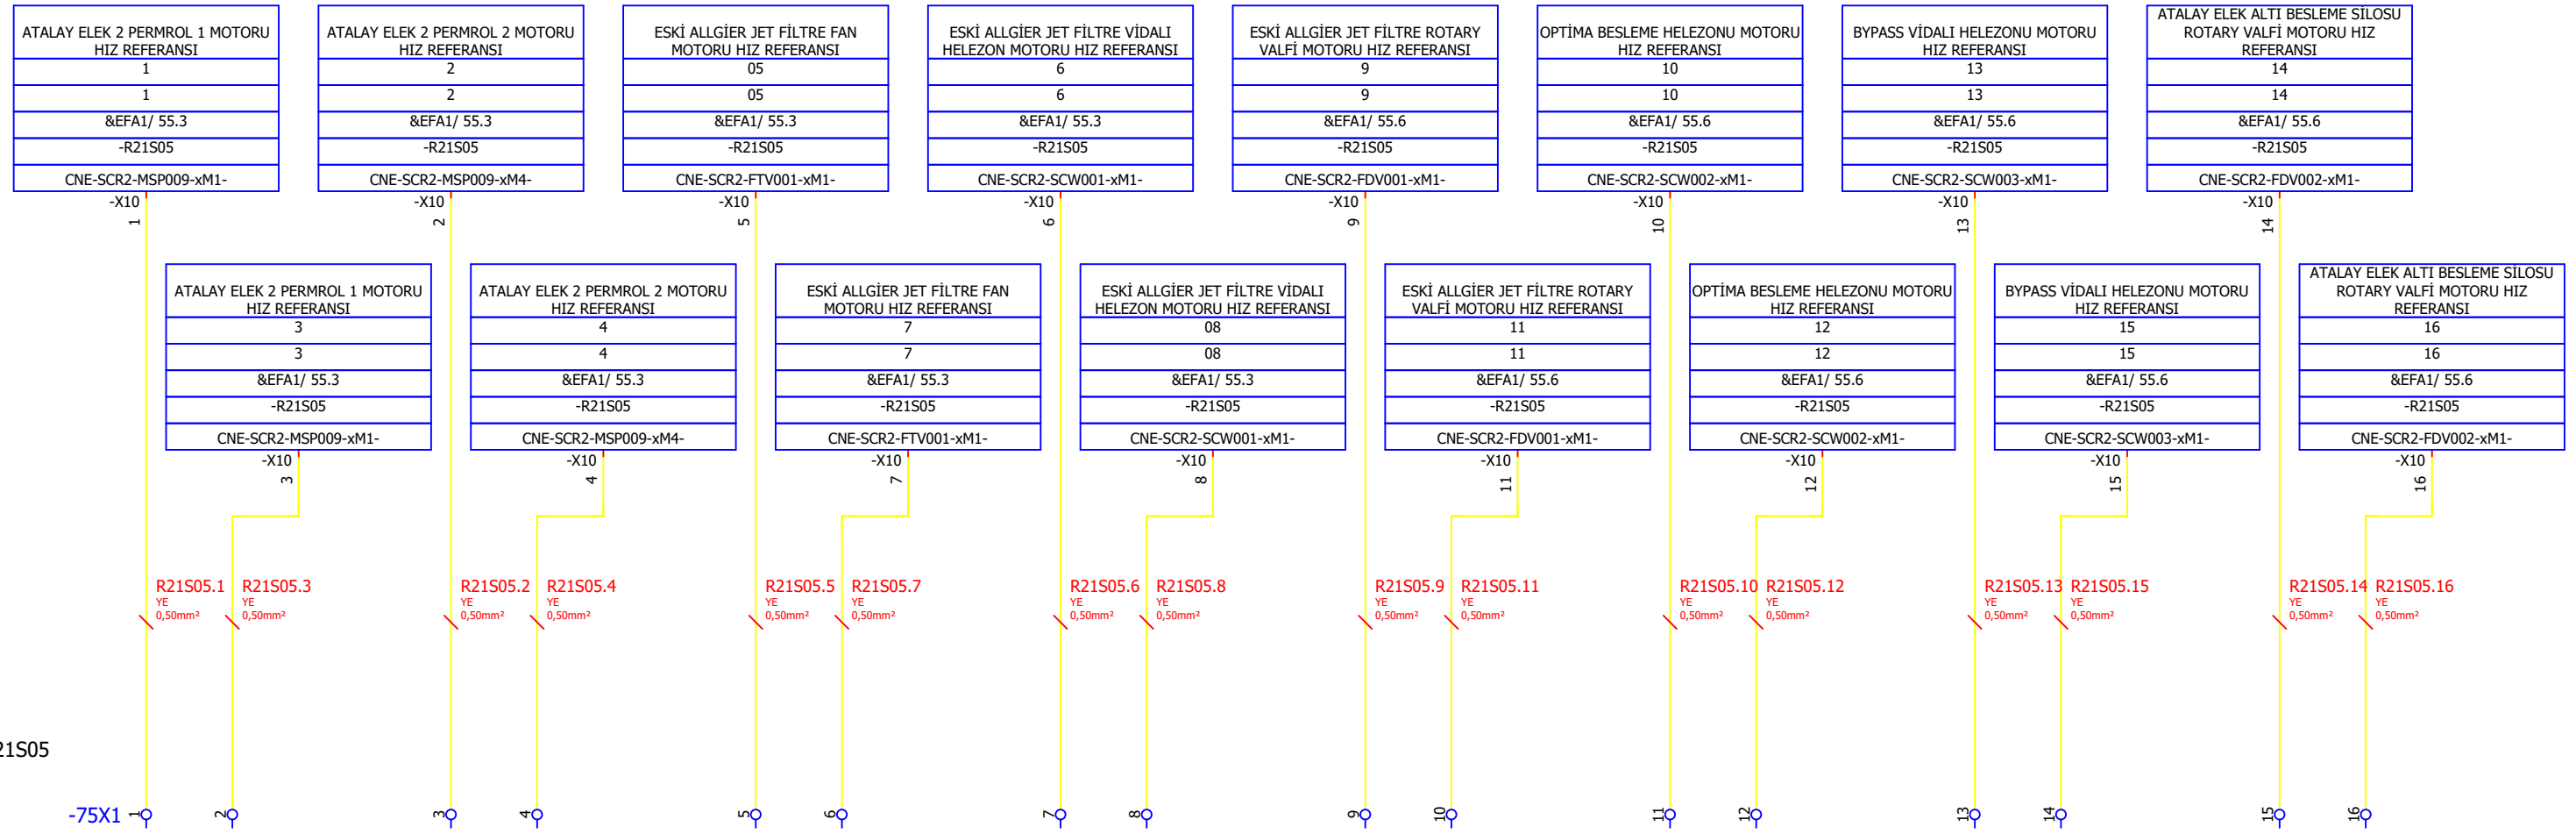 ATALAY ELEK 2 PERMROL 1 MOTORU
HIZ REFERANSI
1
1
&EFA1/ 55.3
-R21S05
CNE-SCR2-MSP009-xM1-
-X10
1
ATALAY ELEK 2 PERMROL 2 MOTORU
HIZ REFERANSI
2
2
&EFA1/ 55.3
-R21S05
CNE-SCR2-MSP009-xM4-
-X10
2
ESKİ ALLGİER JET FİLTRE FAN
MOTORU HIZ REFERANSI
05
05
&EFA1/ 55.3
-R21S05
CNE-SCR2-FTV001-xM1-
-X10
5
ESKİ ALLGİER JET FİLTRE VİDALI
HELEZON MOTORU HIZ REFERANSI
6
6
&EFA1/ 55.3
-R21S05
CNE-SCR2-SCW001-xM1-
-X10
6
ESKİ ALLGİER JET FİLTRE ROTARY
VALFİ MOTORU HIZ REFERANSI
9
9
&EFA1/ 55.6
-R21S05
CNE-SCR2-FDV001-xM1-
-X10
9
OPTİMA BESLEME HELEZONU MOTORU
HIZ REFERANSI
10
10
&EFA1/ 55.6
-R21S05
CNE-SCR2-SCW002-xM1-
-X10
10
BYPASS VİDALI HELEZONU MOTORU
HIZ REFERANSI
13
13
&EFA1/ 55.6
-R21S05
CNE-SCR2-SCW003-xM1-
-X10
13
ATALAY ELEK ALTI BESLEME SİLOSU
ROTARY VALFİ MOTORU HIZ
REFERANSI
14
14
&EFA1/ 55.6
-R21S05
CNE-SCR2-FDV002-xM1-
-X10
14
ATALAY ELEK 2 PERMROL 1 MOTORU
HIZ REFERANSI
3
3
&EFA1/ 55.3
-R21S05
CNE-SCR2-MSP009-xM1-
-X10
3
ATALAY ELEK 2 PERMROL 2 MOTORU
HIZ REFERANSI
4
4
&EFA1/ 55.3
-R21S05
CNE-SCR2-MSP009-xM4-
-X10
4
ESKİ ALLGİER JET FİLTRE FAN
MOTORU HIZ REFERANSI
7
7
&EFA1/ 55.3
-R21S05
CNE-SCR2-FTV001-xM1-
-X10
7
ESKİ ALLGİER JET FİLTRE VİDALI
HELEZON MOTORU HIZ REFERANSI
08
08
&EFA1/ 55.3
-R21S05
CNE-SCR2-SCW001-xM1-
-X10
8
ESKİ ALLGİER JET FİLTRE ROTARY
VALFİ MOTORU HIZ REFERANSI
11
11
&EFA1/ 55.6
-R21S05
CNE-SCR2-FDV001-xM1-
-X10
11
OPTİMA BESLEME HELEZONU MOTORU
HIZ REFERANSI
12
12
&EFA1/ 55.6
-R21S05
CNE-SCR2-SCW002-xM1-
-X10
12
BYPASS VİDALI HELEZONU MOTORU
HIZ REFERANSI
15
15
&EFA1/ 55.6
-R21S05
CNE-SCR2-SCW003-xM1-
-X10
15
ATALAY ELEK ALTI BESLEME SİLOSU
ROTARY VALFİ MOTORU HIZ
REFERANSI
16
16
&EFA1/ 55.6
-R21S05
CNE-SCR2-FDV002-xM1-
-X10
16
R21S05.1
YE
0,50mm²
R21S05.3
YE
0,50mm²
R21S05.2
YE
0,50mm²
R21S05.4
YE
0,50mm²
R21S05.5
YE
0,50mm²
R21S05.7
YE
0,50mm²
R21S05.6
YE
0,50mm²
R21S05.8
YE
0,50mm²
R21S05.9
YE
0,50mm²
R21S05.11
YE
0,50mm²
R21S05.10
YE
0,50mm²
R21S05.12
YE
0,50mm²
R21S05.13
YE
0,50mm²
R21S05.15
YE
0,50mm²
R21S05.14
YE
0,50mm²
R21S05.16
YE
0,50mm²
21S05
-75X1 1 2 3 4 5 6 7 8 9 10 11 12 13 14 15 16